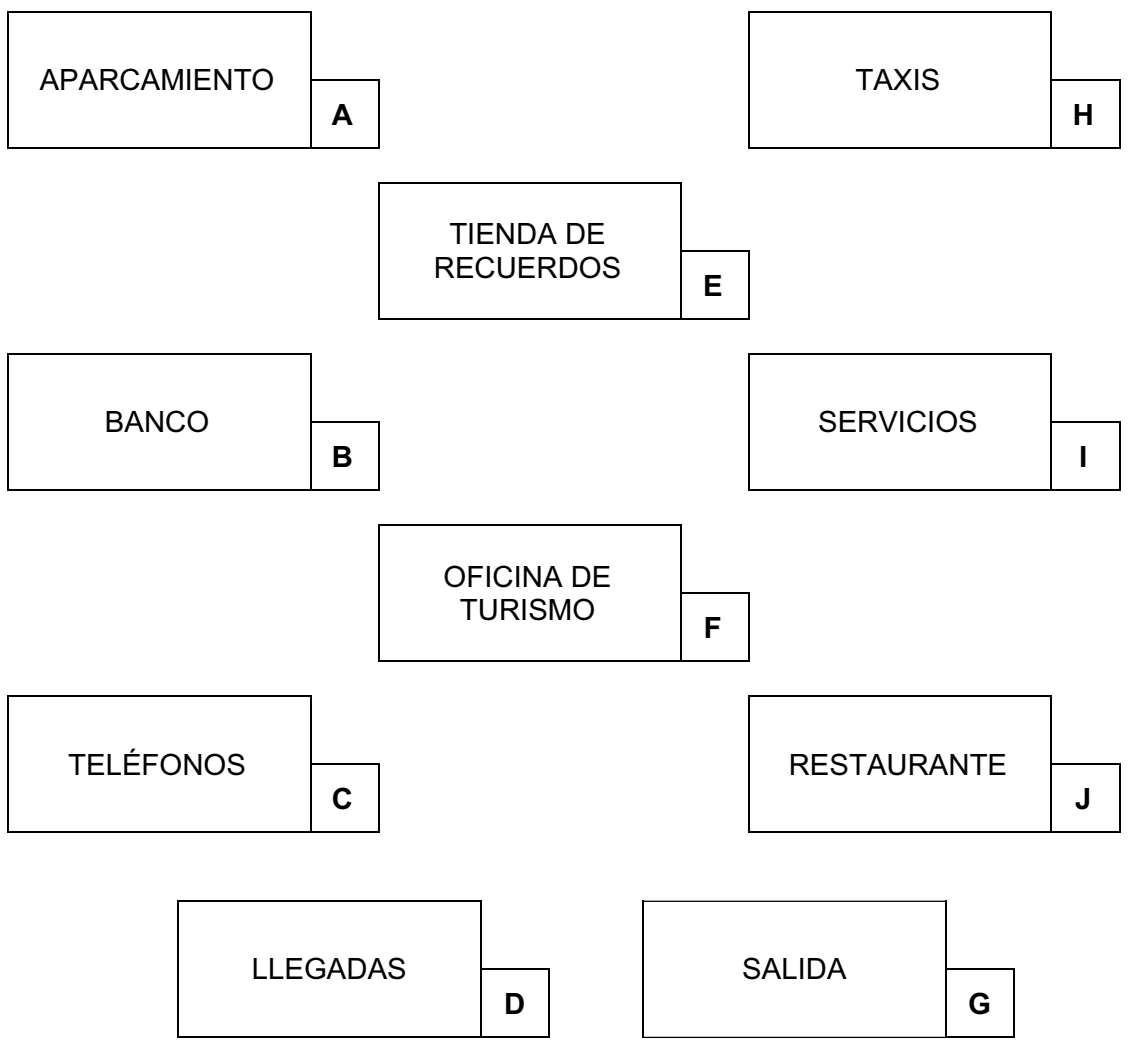 APARCAMIENTO
A
TAXIS
H
TIENDA DE
RECUERDOS
E
BANCO
B
SERVICIOS
I
OFICINA DE
TURISMO
F
TELÉFONOS
C
RESTAURANTE
J
LLEGADAS
D
SALIDA
G